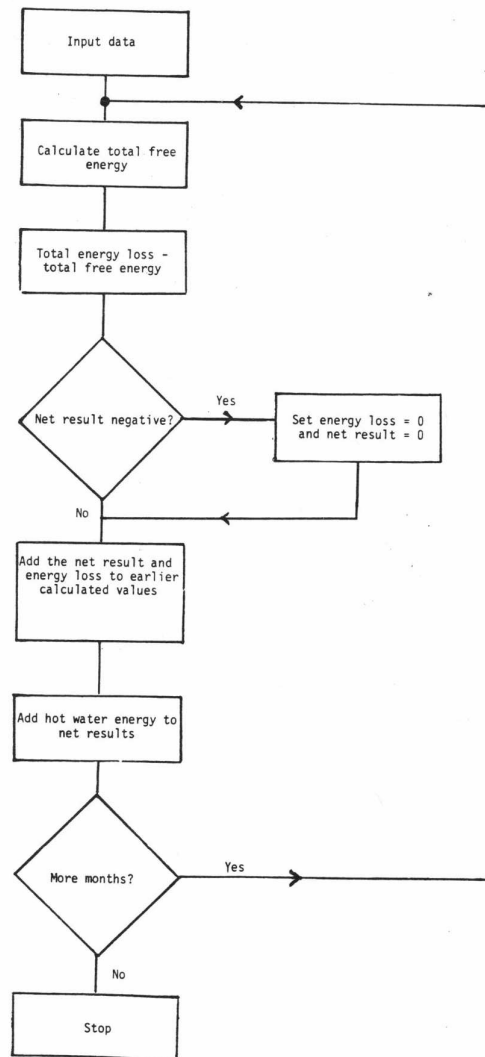 Input data
Calculate total free
energy
Total energy loss -
total free energy
Net result negative?
Yes
Set energy loss = 0
and net result = 0
No
Add the net result and
energy loss to earlier
calculated values
Add hot water energy to
net results
More months?
Yes
No
Stop